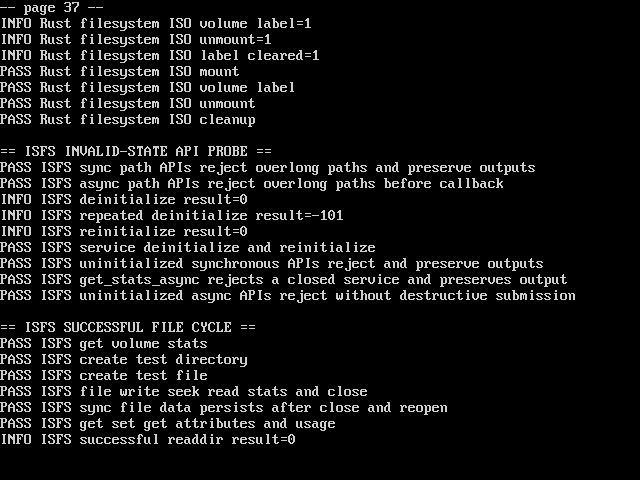 -- page 37 --
INFO Rust filesystem ISO volume label=1
INFO Rust filesystem ISO unmount=1
INFO Rust filesystem ISO label cleared=1
PASS Rust filesystem ISO mount
PASS Rust filesystem ISO volume label
PASS Rust filesystem ISO unmount
PASS Rust filesystem ISO cleanup

== ISFS INVALID-STATE API PROBE ==
PASS ISFS sync path APIs reject overlong paths and preserve outputs
PASS ISFS async path APIs reject overlong paths before callback
INFO ISFS deinitialize result=0
INFO ISFS repeated deinitialize result=-101
INFO ISFS reinitialize result=0
PASS ISFS service deinitialize and reinitialize
PASS ISFS uninitialized synchronous APIs reject and preserve outputs
PASS ISFS get_stats_async rejects a closed service and preserves output
PASS ISFS uninitialized async APIs reject without destructive submission

== ISFS SUCCESSFUL FILE CYCLE ==
PASS ISFS get volume stats
PASS ISFS create test directory
PASS ISFS create test file
PASS ISFS file write seek read stats and close
PASS ISFS sync file data persists after close and reopen
PASS ISFS get set get attributes and usage
INFO ISFS successful readdir result=0